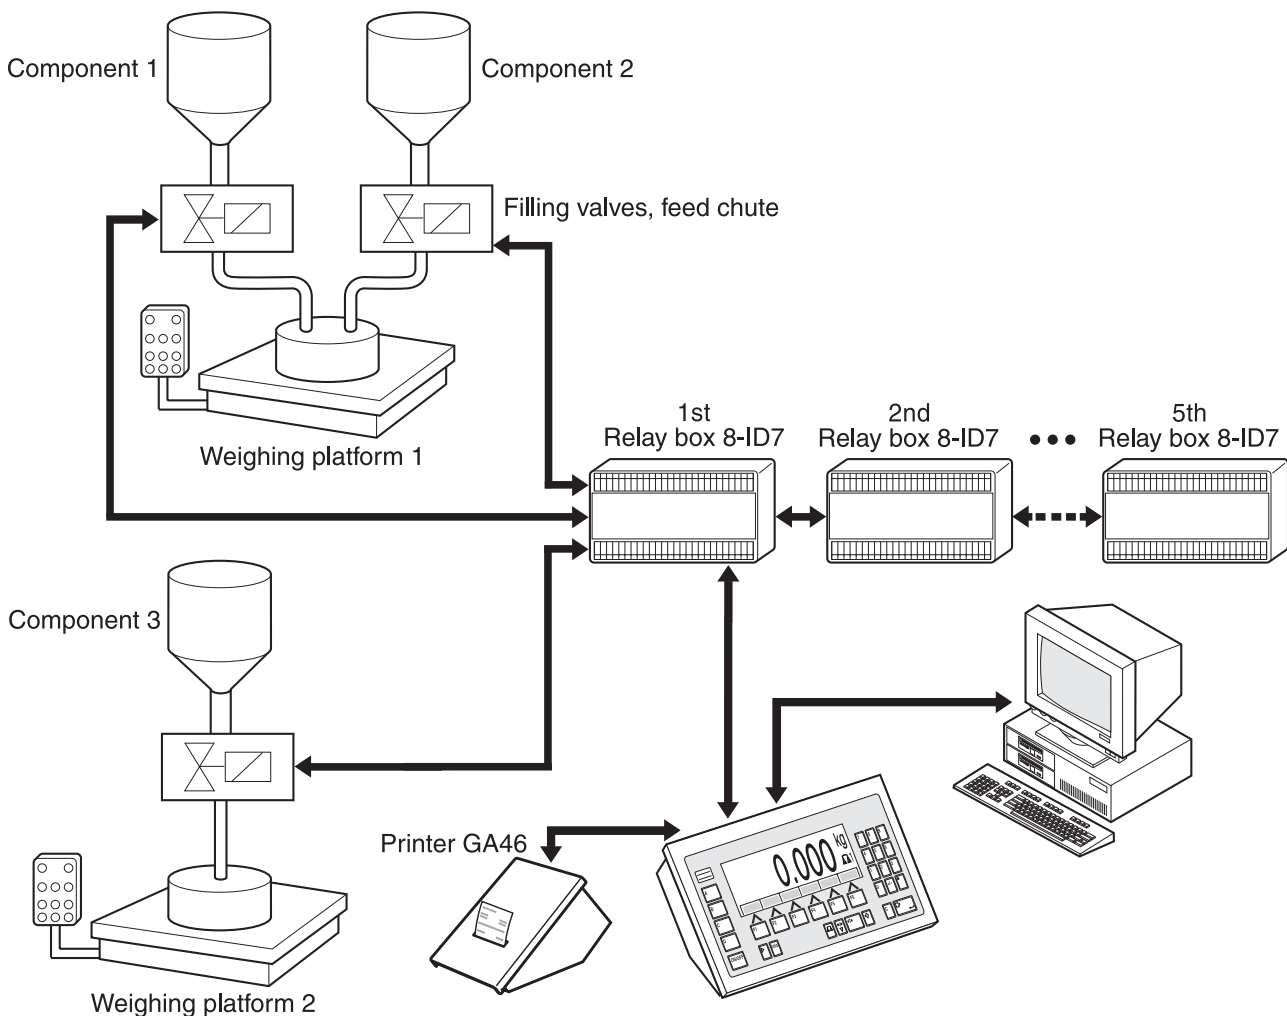 Component 1
Component 2
Filling valves, feed chute
Weighing platform 1
1st
Relay box 8-ID7
2nd
Relay box 8-ID7
5th
Relay box 8-ID7
Component 3
Printer GA46
0.000 kg
Weighing platform 2